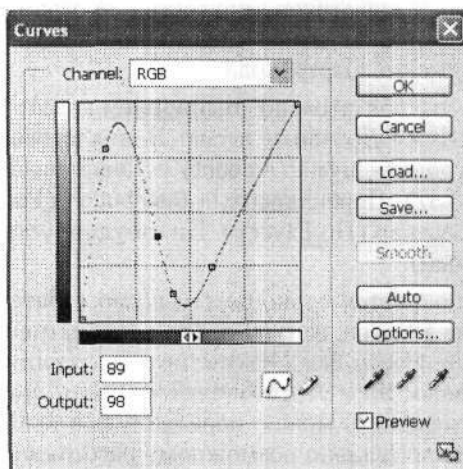 Curves
Channel: RGB
OK
Cancel
Load...
Save...
Smooth
Auto
Options...
Input: 89
Output: 98
Preview